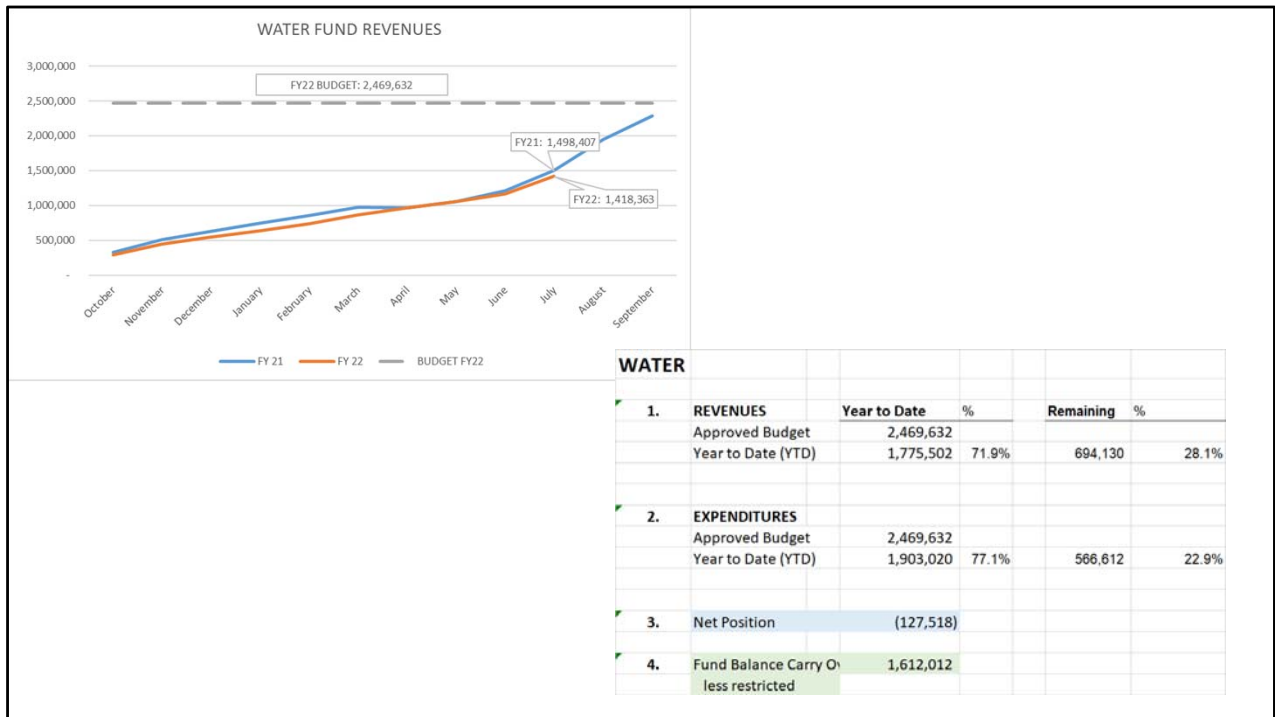 WATER FUND REVENUES
3,000,000
FY22 BUDGET: 2,469,632
2,500,000
2,000,000
FY21: 1,498,407
1,500,000
FY22: 1,418,363
1,000,000
500,000
-
October November December January February March April May June July August September
FY 21 FY 22 BUDGET FY22
WATER
1. REVENUES Year to Date % Remaining %
Approved Budget 2,469,632
Year to Date (YTD) 1,775,502 71.9% 694,130 28.1%
2. EXPENDITURES
Approved Budget 2,469,632
Year to Date (YTD) 1,903,020 77.1% 566,612 22.9%
3. Net Position (127,518)
4. Fund Balance Carry Ov 1,612,012
less restricted